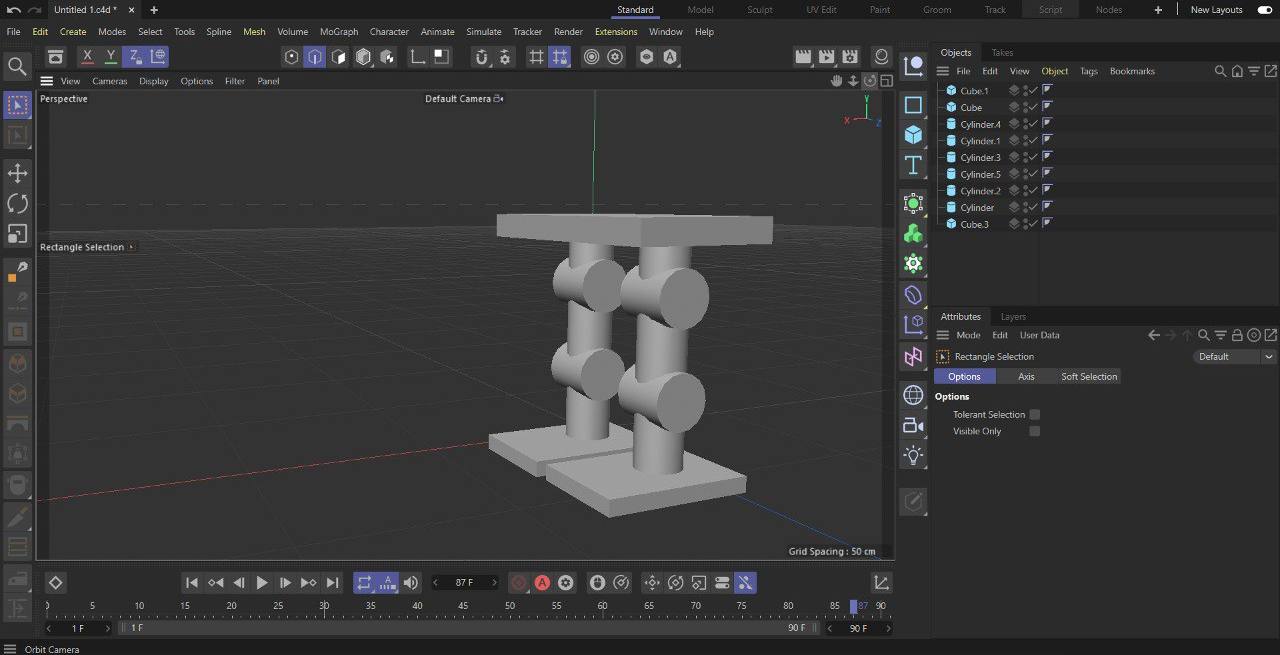 Untitled 1.c4d *
Standard Model Sculpt UV Edit Paint Groom Track Script Nodes New Layouts
File Edit Create Modes Select Tools Spline Mesh Volume MoGraph Character Animate Simulate Tracker Render Extensions Window Help
X Y Z
View Cameras Display Options Filter Panel
Perspective
Default Camera
Y
X
Z
Rectangle Selection
Grid Spacing : 50 cm
Objects Takes
File Edit View Object Tags Bookmarks
Cube.1
Cube
Cylinder.4
Cylinder.1
Cylinder.3
Cylinder.5
Cylinder.2
Cylinder
Cube.3
Attributes Layers
Mode Edit User Data
Rectangle Selection
Default
Options Axis Soft Selection
Options
Tolerant Selection
Visible Only
87 F
0 5 10 15 20 25 30 35 40 45 50 55 60 65 70 75 80 85 87 90
1 F 1 F 90 F 90 F
Orbit Camera